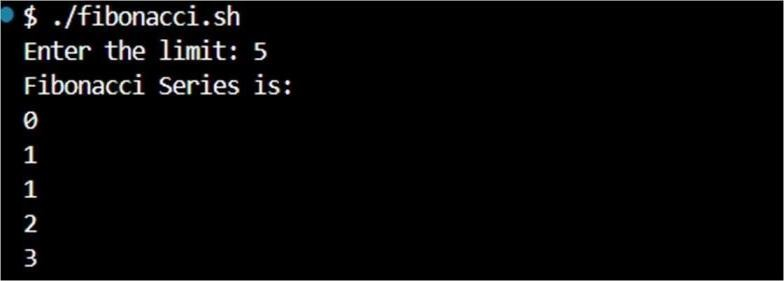 $ ./fibonacci.sh
Enter the limit: 5
Fibonacci Series is:
0
1
1
2
3